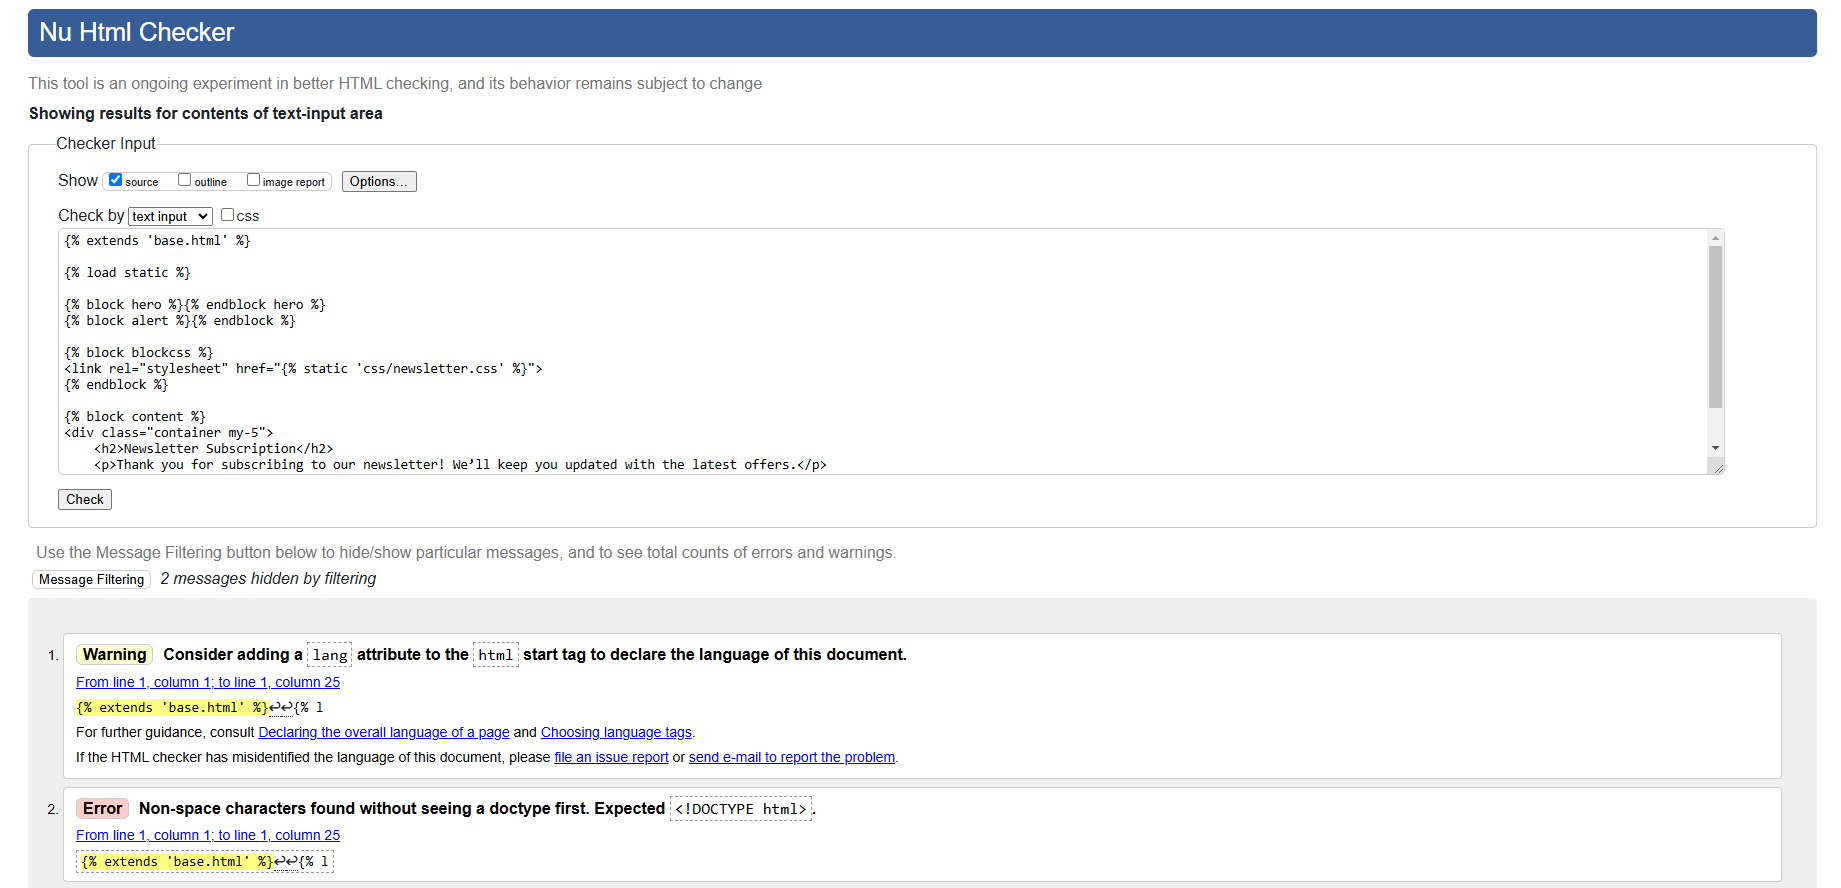 Nu Html Checker
This tool is an ongoing experiment in better HTML checking, and its behavior remains subject to change
Showing results for contents of text-input area
Checker Input
Show source outline image report Options...
Check by text input css
{% extends 'base.html' %}
{% load static %}
{% block hero %}{% endblock hero %}
{% block alert %}{% endblock %}
{% block blockcss %}
<link rel="stylesheet" href="{% static 'css/newsletter.css' %}">
{% endblock %}
{% block content %}
<div class="container my-5">
<h2>Newsletter Subscription</h2>
<p>Thank you for subscribing to our newsletter! We’ll keep you updated with the latest offers.</p>
Check
Use the Message Filtering button below to hide/show particular messages, and to see total counts of errors and warnings.
Message Filtering 2 messages hidden by filtering
1. Warning Consider adding a lang attribute to the html start tag to declare the language of this document.
From line 1, column 1; to line 1, column 25
{% extends 'base.html' %}↩↩{% l
For further guidance, consult Declaring the overall language of a page and Choosing language tags.
If the HTML checker has misidentified the language of this document, please file an issue report or send e-mail to report the problem.
2. Error Non-space characters found without seeing a doctype first. Expected <!DOCTYPE html>.
From line 1, column 1; to line 1, column 25
{% extends 'base.html' %}↩↩{% l